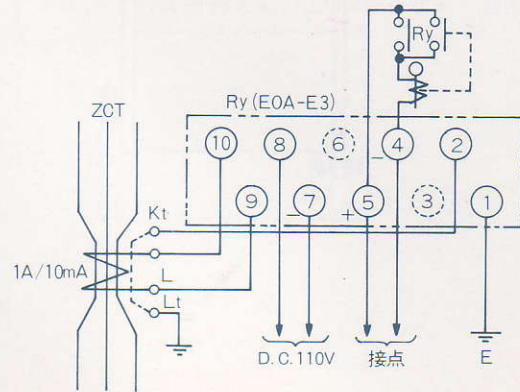 Ry
Ry(EOA-E3)
ZCT
10
8
6
- 4
2
9
- 7
+ 5
3
1
Kt
1A/10mA
L
Lt
D.C.110V
接点
E